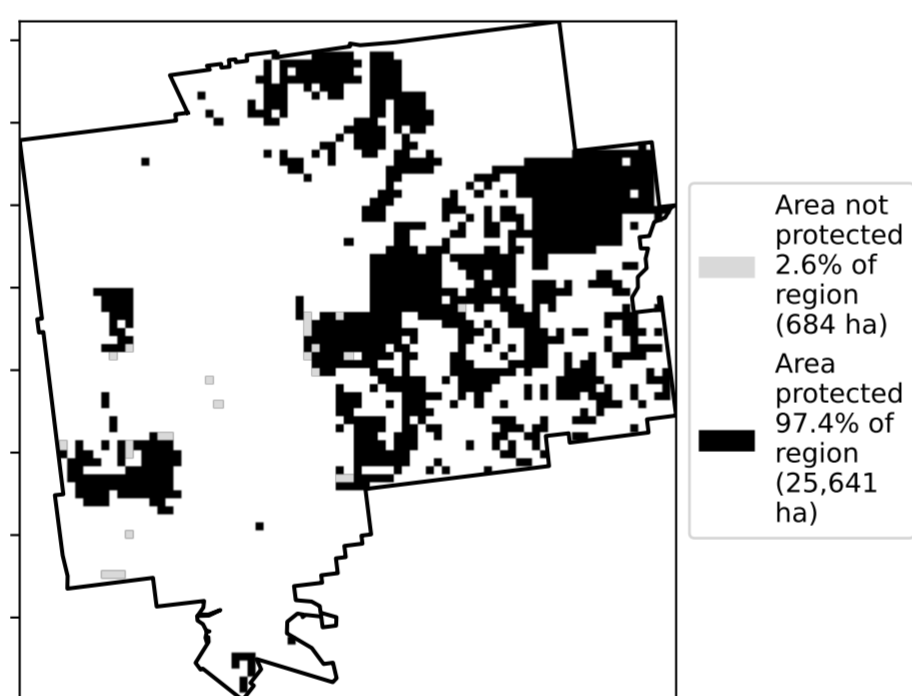 Area not
protected
2.6% of
region
(684 ha)
Area
protected
97.4% of
region
(25,641
ha)